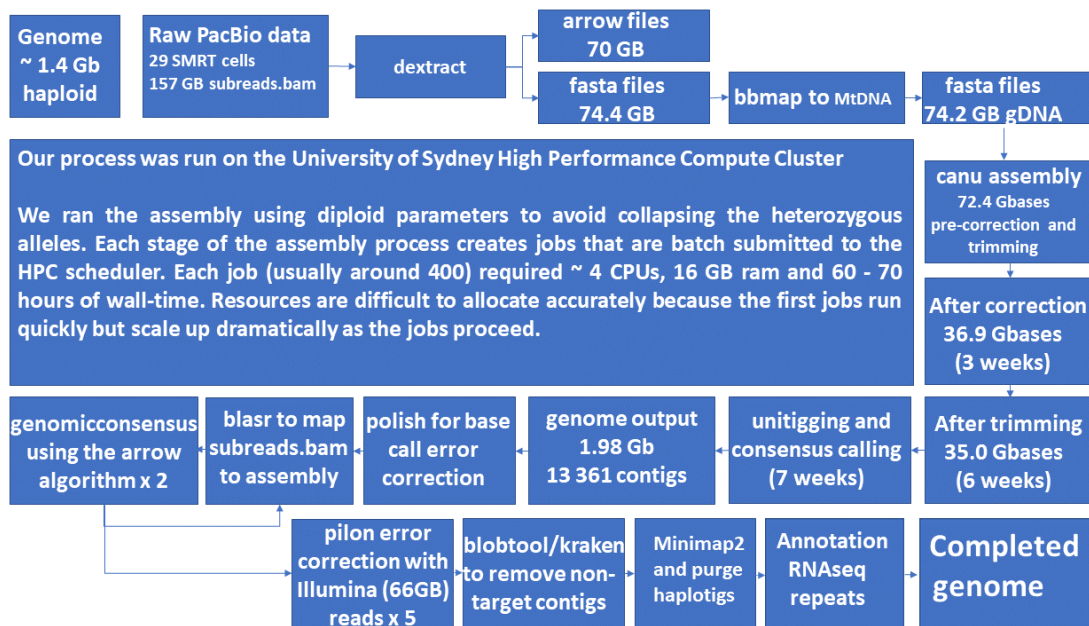 Genome
~ 1.4 Gb
haploid
Raw PacBio data
29 SMRT cells
157 GB subreads.bam
dextract
arrow files
70 GB
fasta files
74.4 GB
bbmap to MtDNA
fasta files
74.2 GB gDNA
Our process was run on the University of Sydney High Performance Compute Cluster
We ran the assembly using diploid parameters to avoid collapsing the heterozygous
alleles. Each stage of the assembly process creates jobs that are batch submitted to the
HPC scheduler. Each job (usually around 400) required ~ 4 CPUs, 16 GB ram and 60 - 70
hours of wall-time. Resources are difficult to allocate accurately because the first jobs run
quickly but scale up dramatically as the jobs proceed.
canu assembly
72.4 Gbases
pre-correction and
trimming
After correction
36.9 Gbases
(3 weeks)
After trimming
35.0 Gbases
(6 weeks)
unitigging and
consensus calling
(7 weeks)
genome output
1.98 Gb
13 361 contigs
polish for base
call error
correction
blasr to map
subreads.bam
to assembly
genomicconsensus
using the arrow
algorithm x 2
pilon error
correction with
Illumina (66GB)
reads x 5
blobtool/kraken
to remove non-
target contigs
Minimap2
and purge
haplotigs
Annotation
RNAseq
repeats
Completed
genome